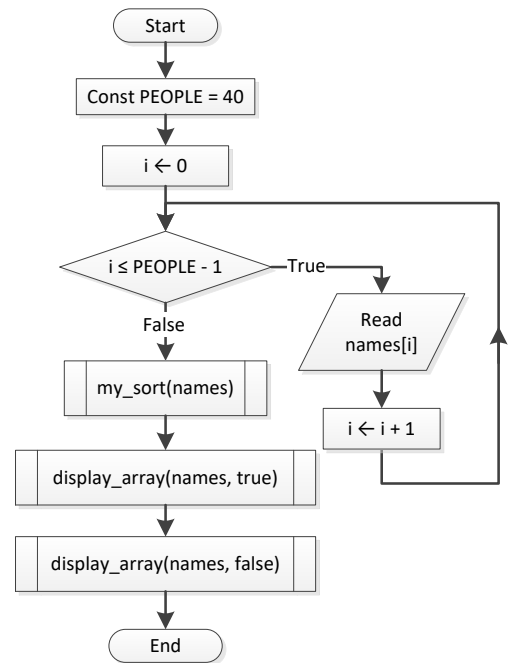 Start
Const PEOPLE = 40
i ← 0
i ≤ PEOPLE - 1
True
Read
names[i]
i ← i + 1
False
my_sort(names)
display_array(names, true)
display_array(names, false)
End